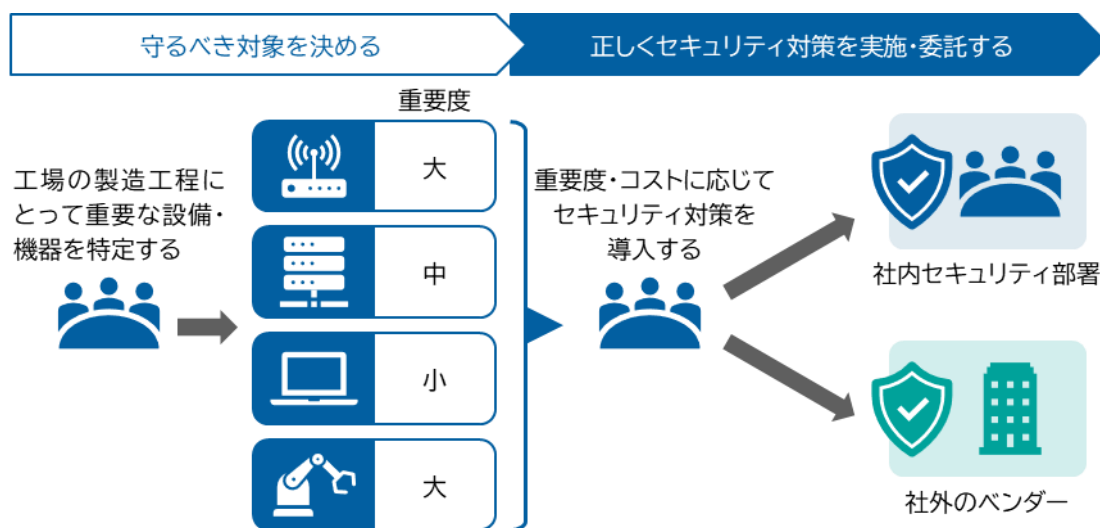 守るべき対象を決める
正しくセキュリティ対策を実施・委託する
工場の製造工程に
とって重要な設備・
機器を特定する
重要度
大
中
小
大
重要度・コストに応じて
セキュリティ対策を
導入する
社内セキュリティ部署
社外のベンダー